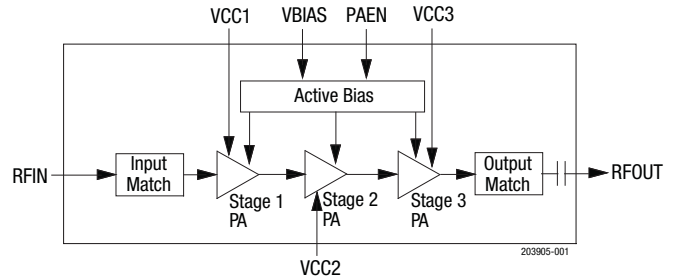 VCC1 VBIAS PAEN VCC3
Active Bias
RFIN
Input
Match
Stage 1
PA
Stage 2
PA
Stage 3
PA
Output
Match
RFOUT
203905-001
VCC2